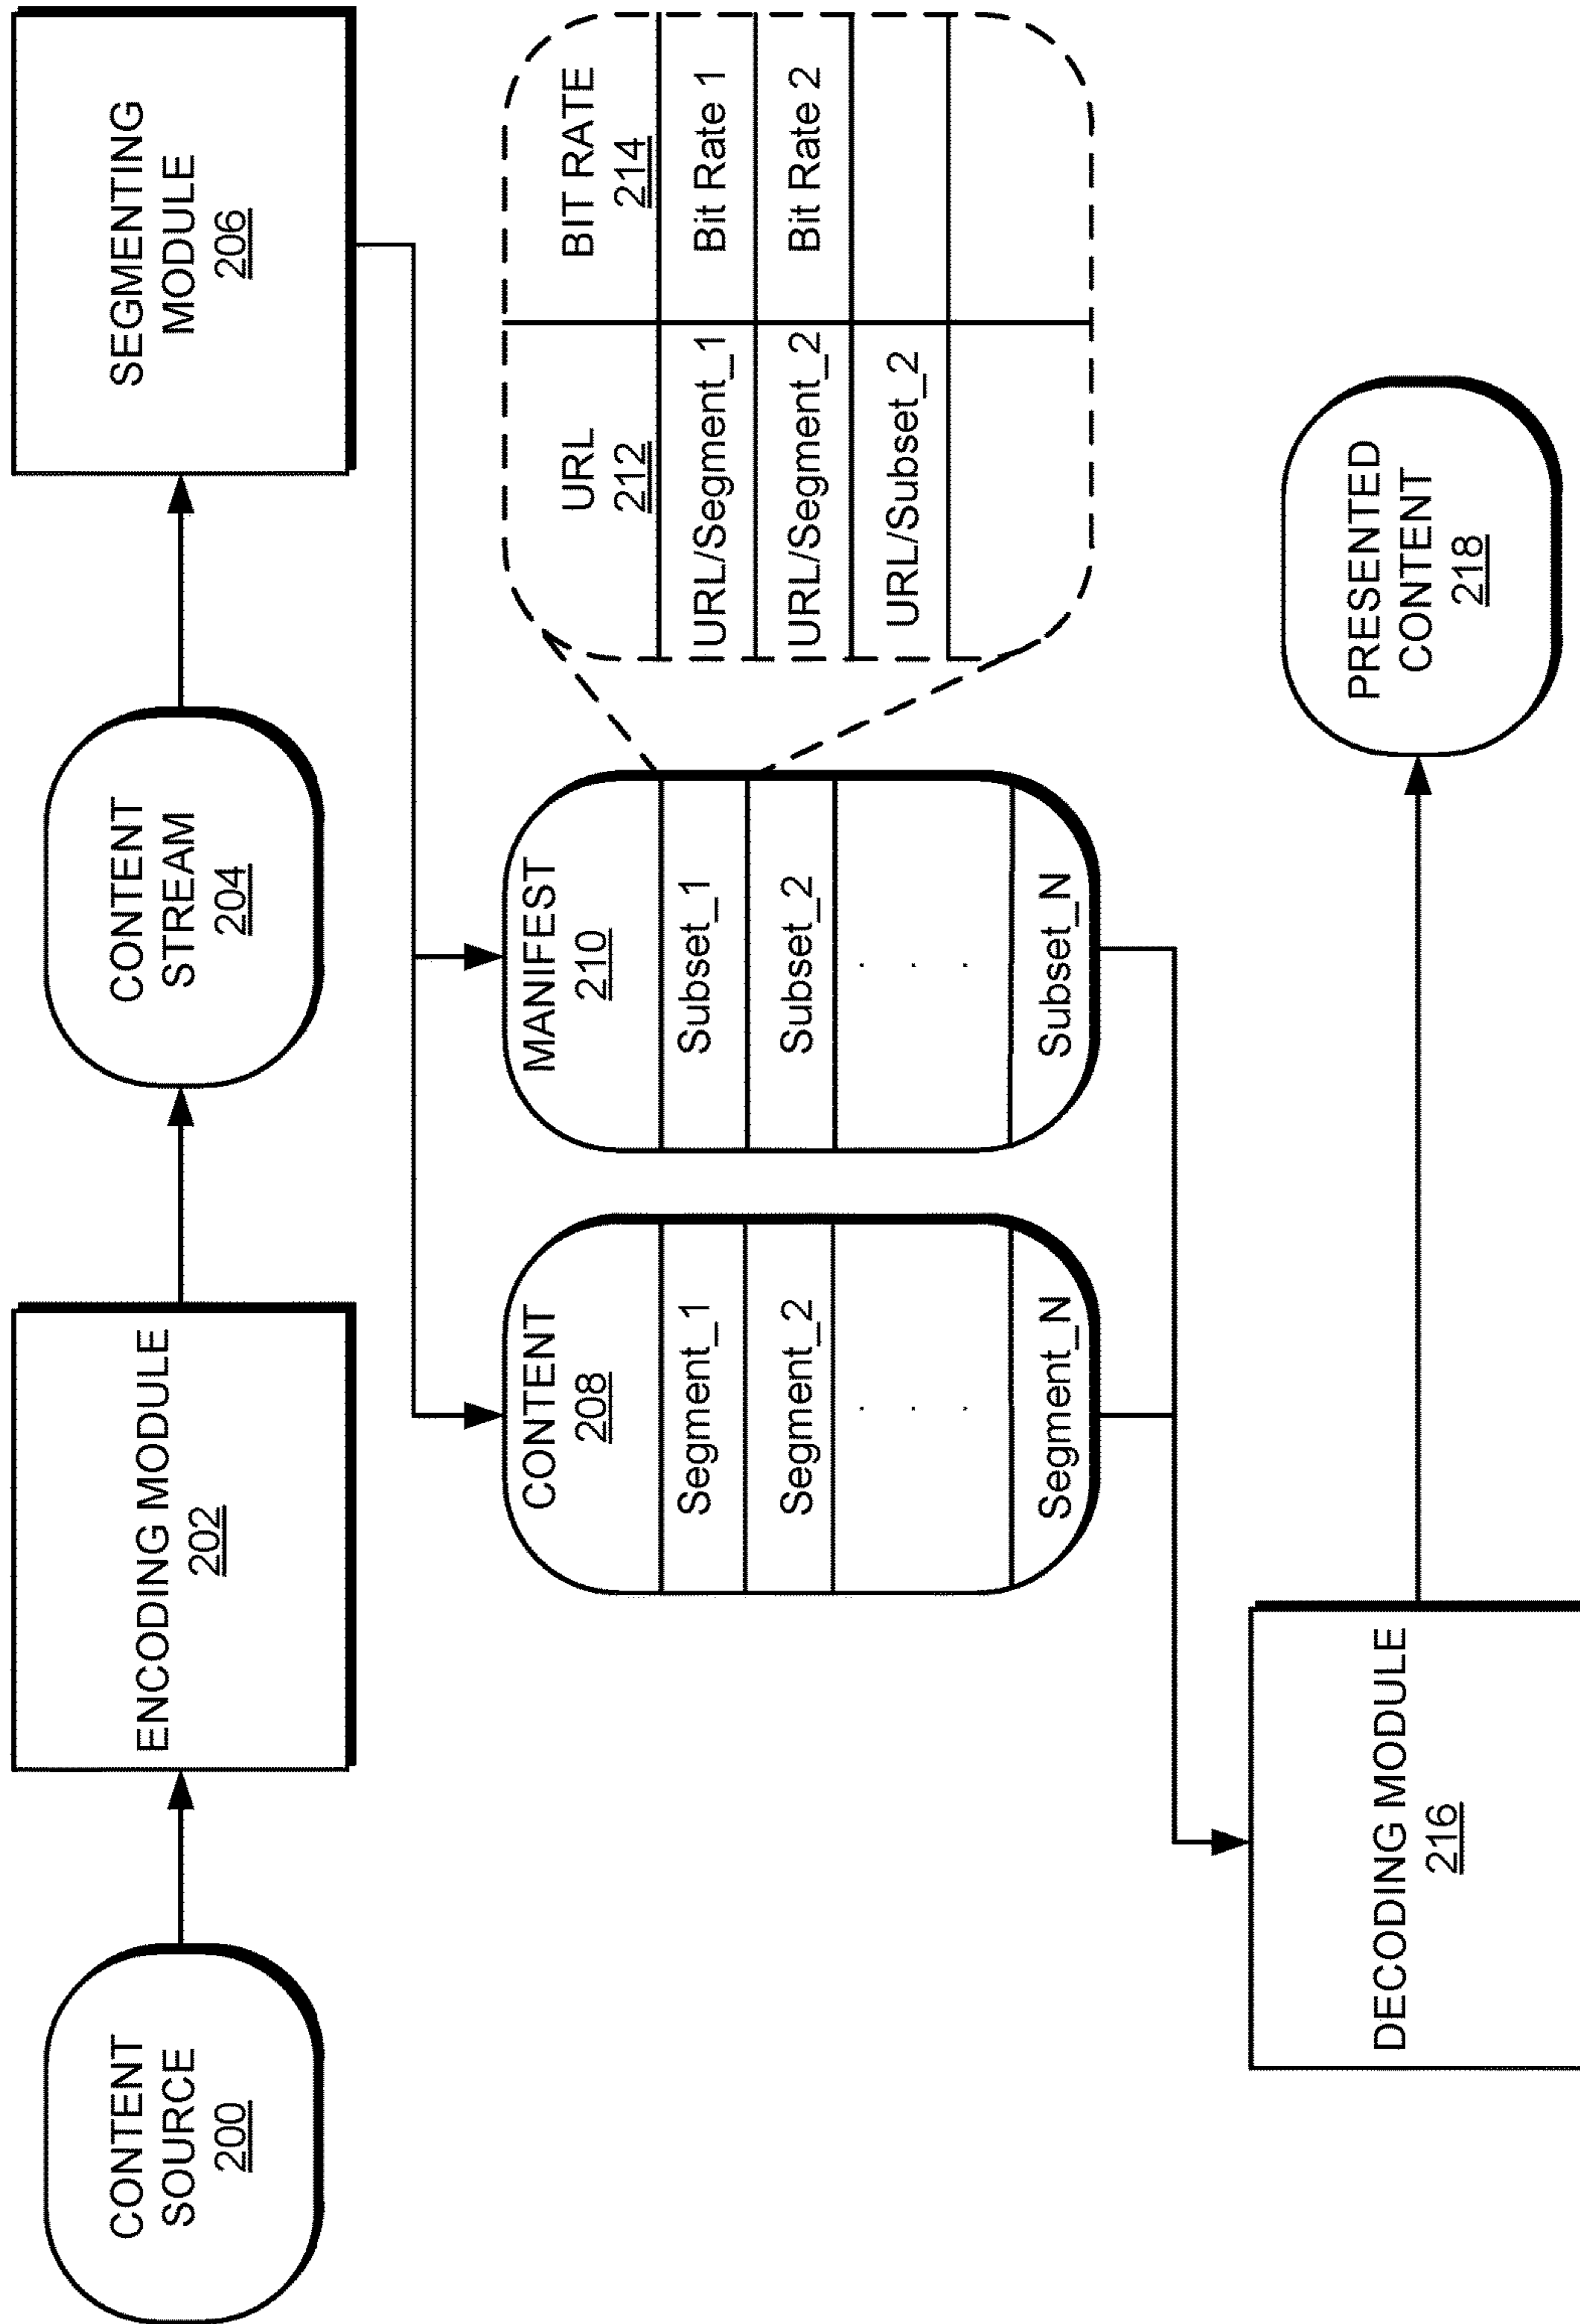 CONTENT
SOURCE
200
ENCODING MODULE
202
CONTENT
STREAM
204
SEGMENTING
MODULE
206
CONTENT
208
Segment_1
Segment_2
. . .
Segment_N
MANIFEST
210
Subset_1
Subset_2
. . .
Subset_N
URL
212
BIT RATE
214
URL/Segment_1
Bit Rate 1
URL/Segment_2
Bit Rate 2
URL/Subset_2
DECODING MODULE
216
PRESENTED
CONTENT
218